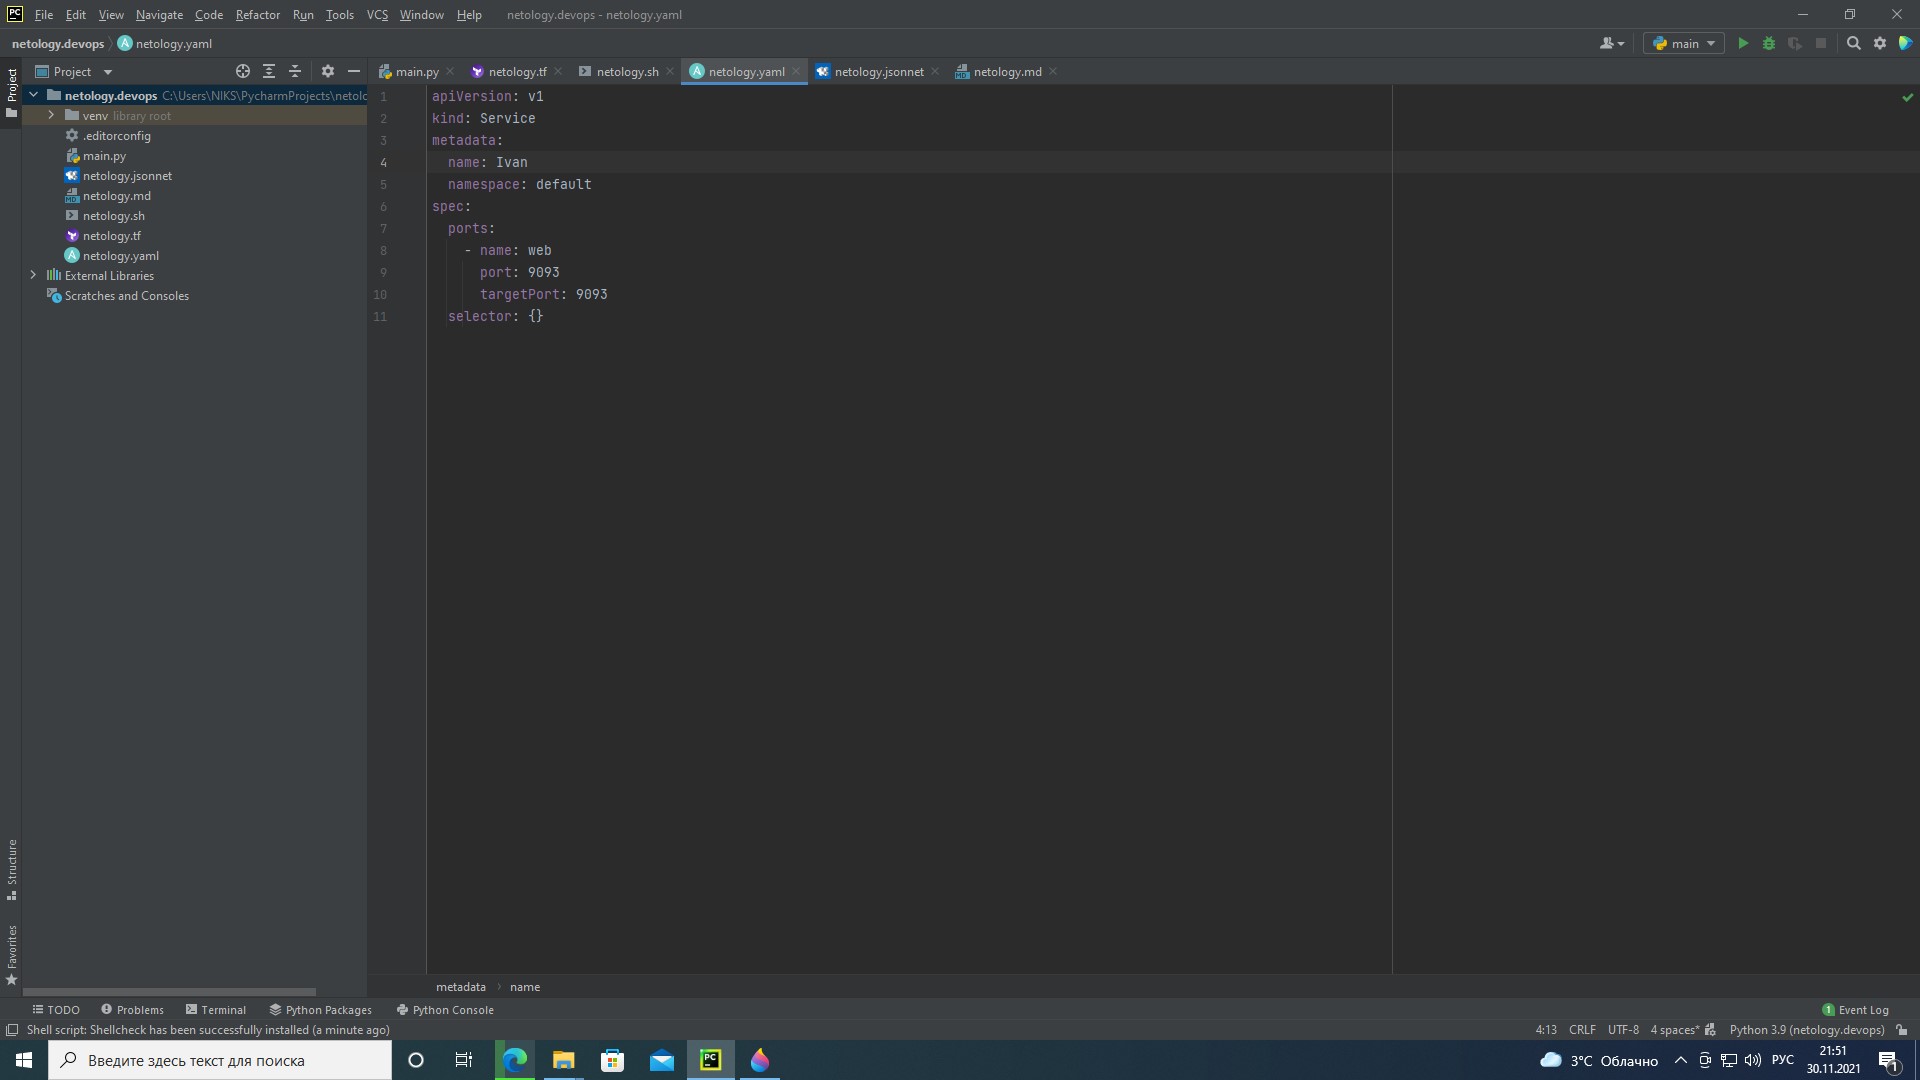 PC File Edit View Navigate Code Refactor Run Tools VCS Window Help netology.devops - netology.yaml
netology.devops netology.yaml main
Project main.py netology.tf netology.sh netology.yaml netology.jsonnet netology.md
Project
netology.devops C:\Users\NIKS\PycharmProjects\netolo
venv library root
.editorconfig
main.py
netology.jsonnet
netology.md
netology.sh
netology.tf
netology.yaml
External Libraries
Scratches and Consoles
1 apiVersion: v1
2 kind: Service
3 metadata:
4 name: Ivan
5 namespace: default
6 spec:
7 ports:
8 - name: web
9 port: 9093
10 targetPort: 9093
11 selector: {}
Structure
Favorites
metadata name
TODO Problems Terminal Python Packages Python Console 1 Event Log
Shell script: Shellcheck has been successfully installed (a minute ago) 4:13 CRLF UTF-8 4 spaces* Python 3.9 (netology.devops)
Введите здесь текст для поиска PC 3°C Облачно РУС 21:51
30.11.2021 1